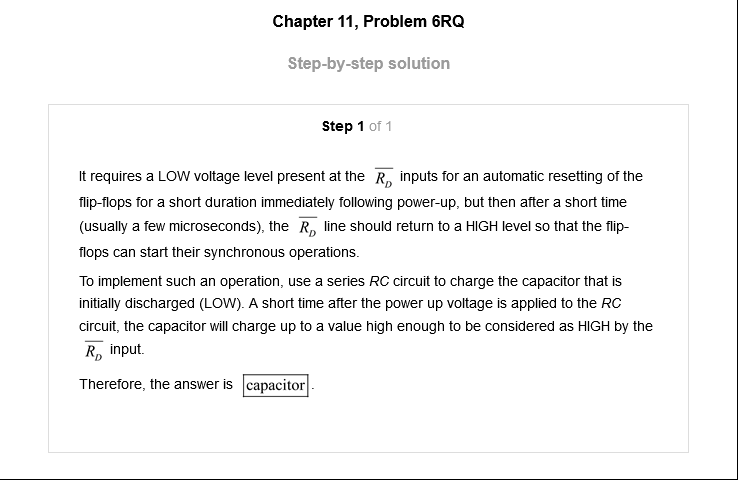 Chapter 11, Problem 6RQ
Step-by-step solution
Step 1 of 1
It requires a LOW voltage level present at the $\overline{R_D}$ inputs for an automatic resetting of the
flip-flops for a short duration immediately following power-up, but then after a short time
(usually a few microseconds), the $\overline{R_D}$ line should return to a HIGH level so that the flip-
flops can start their synchronous operations.
To implement such an operation, use a series RC circuit to charge the capacitor that is
initially discharged (LOW). A short time after the power up voltage is applied to the RC
circuit, the capacitor will charge up to a value high enough to be considered as HIGH by the
$\overline{R_D}$ input.
Therefore, the answer is capacitor.